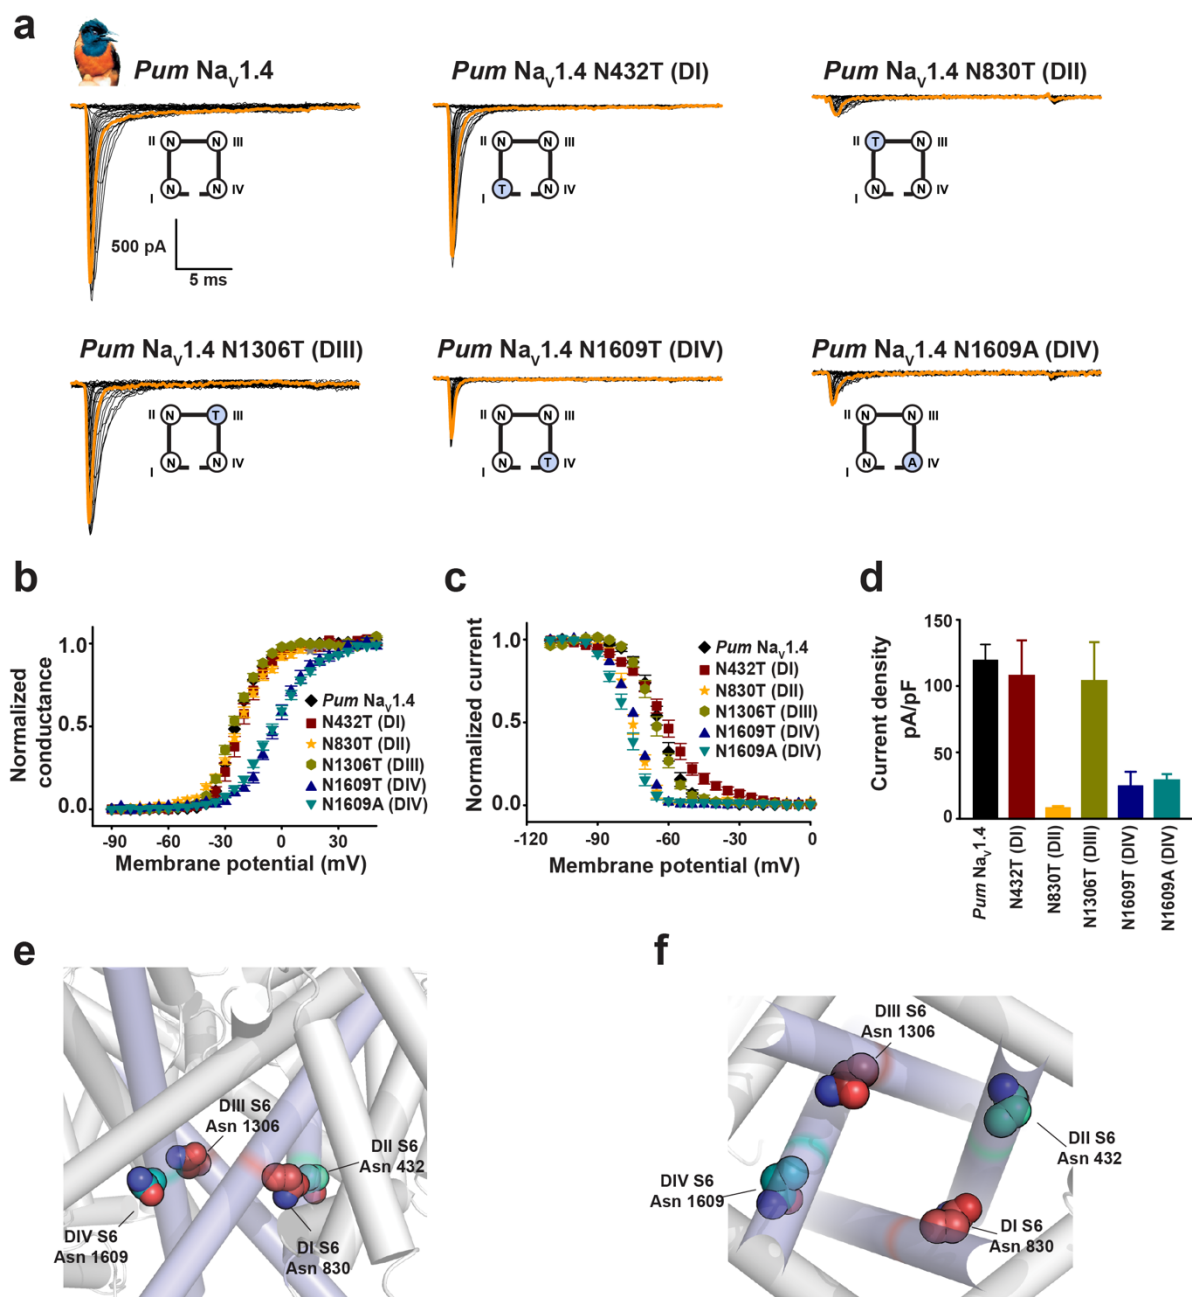 a
Pum NaV1.4
Pum NaV1.4 N432T (DI)
Pum NaV1.4 N830T (DII)
II N N III
I N N IV
II N N III
I T N IV
II T N III
I N N IV
500 pA
5 ms
Pum NaV1.4 N1306T (DIII)
Pum NaV1.4 N1609T (DIV)
Pum NaV1.4 N1609A (DIV)
II N T III
I N N IV
II N N III
I N T IV
II N N III
I N A IV
b
Normalized
conductance
1.0
0.5
0.0
-90 -60 -30 0 30
Membrane potential (mV)
Pum NaV1.4
N432T (DI)
N830T (DII)
N1306T (DIII)
N1609T (DIV)
N1609A (DIV)
c
Normalized current
1.0
0.5
0.0
-120 -90 -60 -30 0
Membrane potential (mV)
Pum NaV1.4
N432T (DI)
N830T (DII)
N1306T (DIII)
N1609T (DIV)
N1609A (DIV)
d
Current density
pA/pF
150
100
50
0
Pum NaV1.4
N432T (DI)
N830T (DII)
N1306T (DIII)
N1609T (DIV)
N1609A (DIV)
e
DIII S6
Asn 1306
DII S6
Asn 432
DIV S6
Asn 1609
DI S6
Asn 830
f
DIII S6
Asn 1306
DII S6
Asn 432
DIV S6
Asn 1609
DI S6
Asn 830